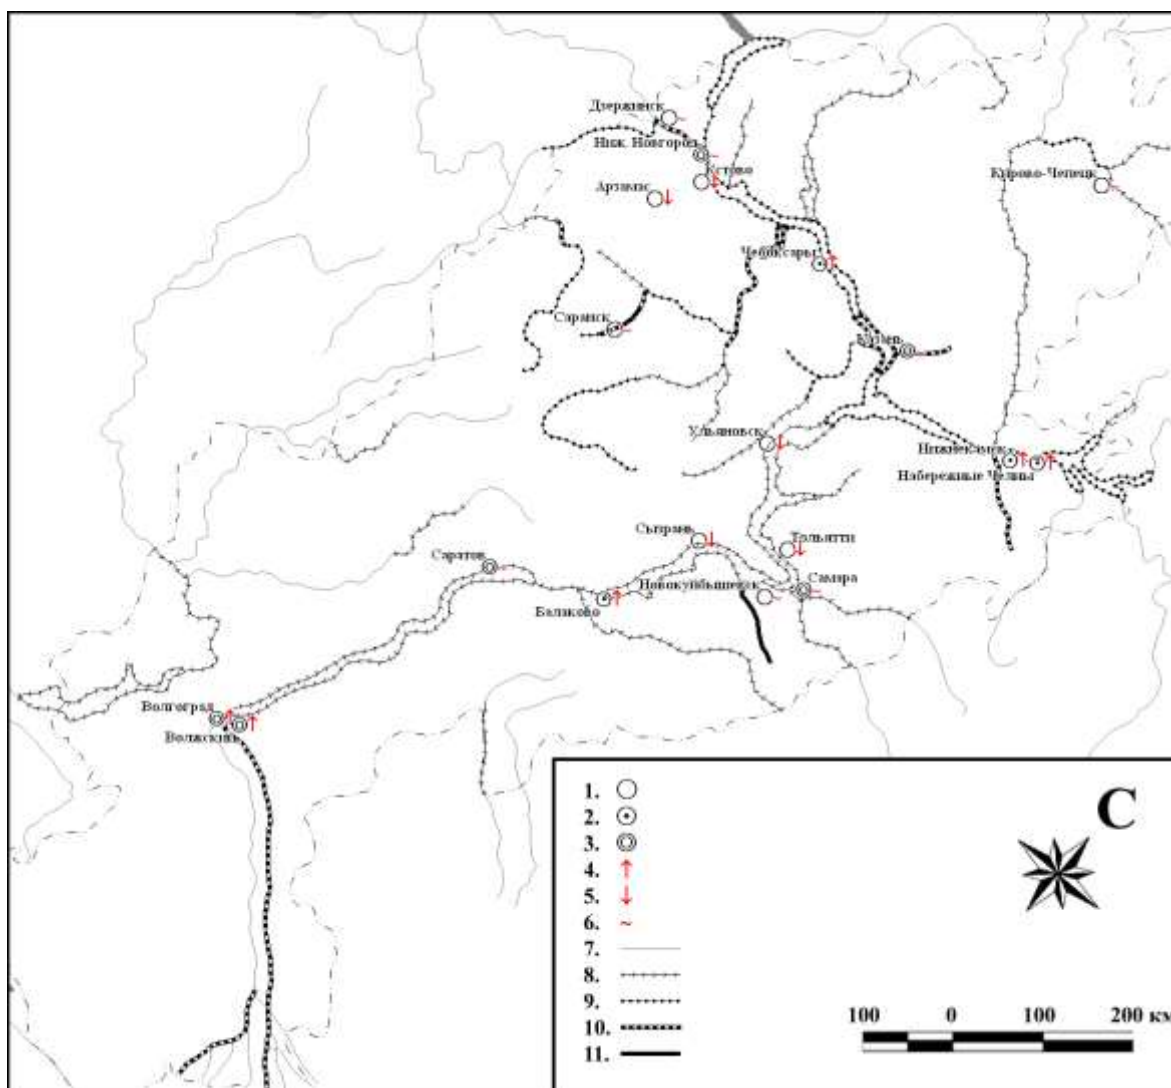 Дзержинск
Ниж. Новгород
Кстово
Арзамас
Кирово-Чепецк
Чебоксары
Саранск
Казань
Ульяновск
Нижнекамск
Набережные Челны
Сызрань
Тольятти
Саратов
Новокуйбышевск
Самара
Балаково
Волгоград
Волжский
1.
2.
3.
4.
5.
6. ~
7.
8.
9.
10.
11.
С
100 0 100 200 км